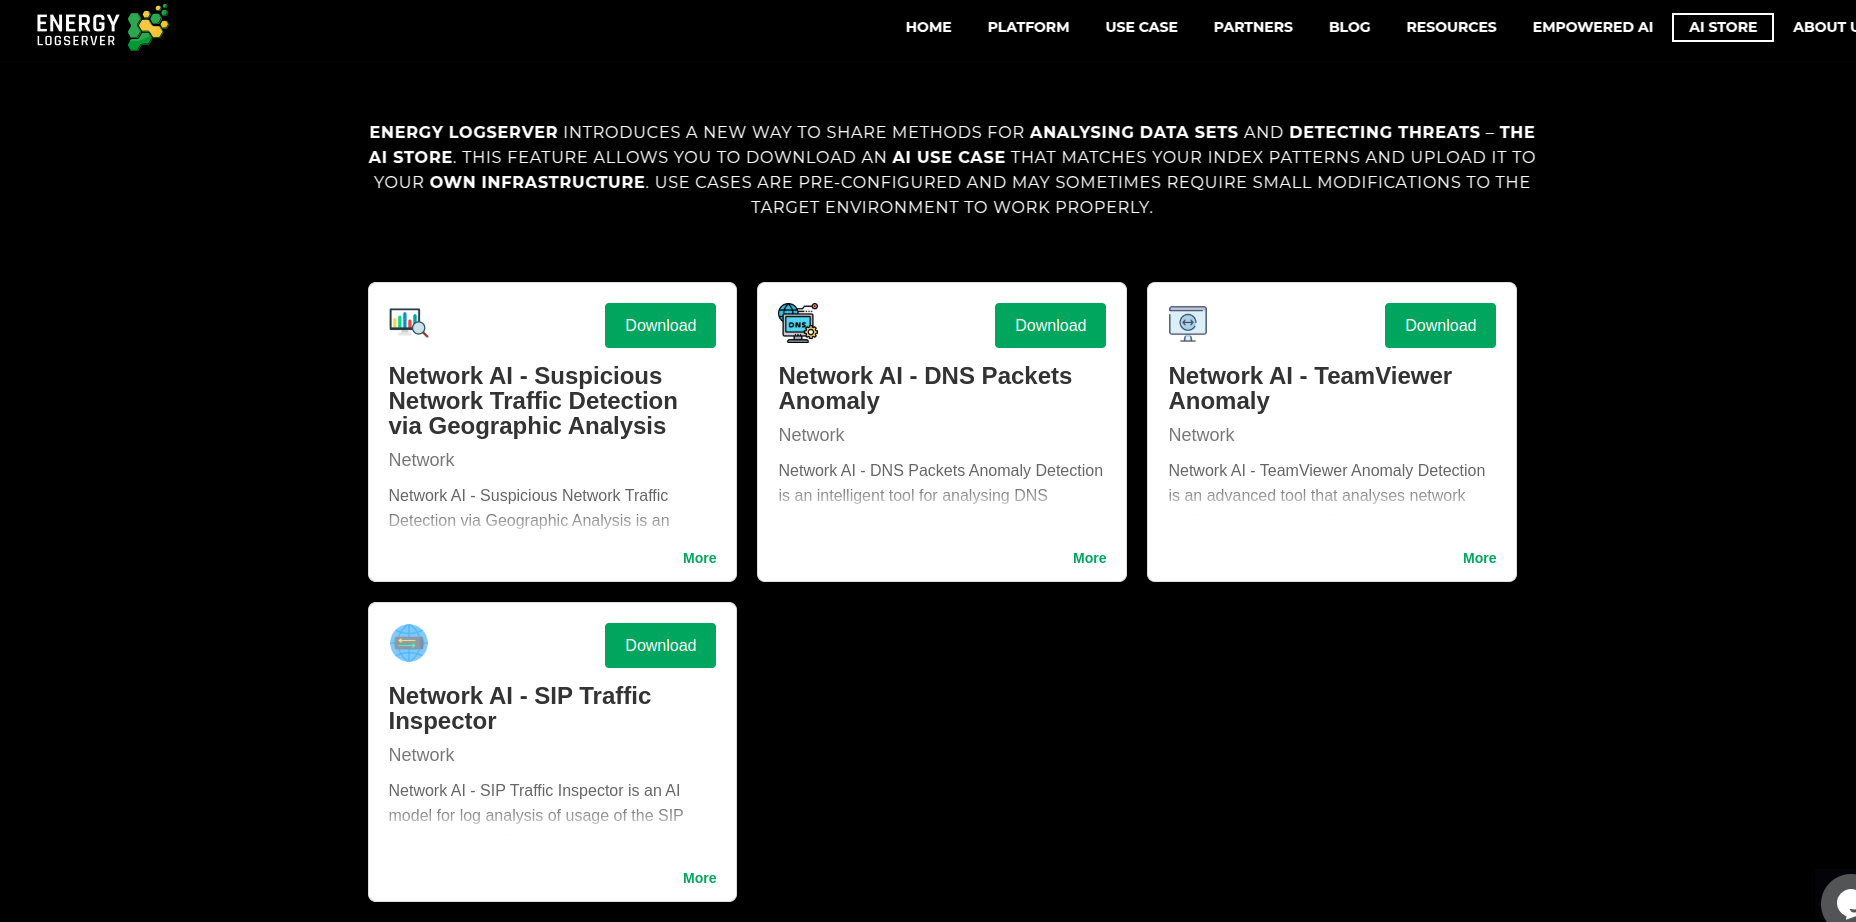 ENERGY
LOGSERVER
HOME PLATFORM USE CASE PARTNERS BLOG RESOURCES EMPOWERED AI AI STORE ABOUT U
ENERGY LOGSERVER INTRODUCES A NEW WAY TO SHARE METHODS FOR ANALYSING DATA SETS AND DETECTING THREATS – THE
AI STORE. THIS FEATURE ALLOWS YOU TO DOWNLOAD AN AI USE CASE THAT MATCHES YOUR INDEX PATTERNS AND UPLOAD IT TO
YOUR OWN INFRASTRUCTURE. USE CASES ARE PRE-CONFIGURED AND MAY SOMETIMES REQUIRE SMALL MODIFICATIONS TO THE
TARGET ENVIRONMENT TO WORK PROPERLY.
Download
Network AI - Suspicious
Network Traffic Detection
via Geographic Analysis
Network
Network AI - Suspicious Network Traffic
Detection via Geographic Analysis is an
More
DNS
Download
Network AI - DNS Packets
Anomaly
Network
Network AI - DNS Packets Anomaly Detection
is an intelligent tool for analysing DNS
More
Download
Network AI - TeamViewer
Anomaly
Network
Network AI - TeamViewer Anomaly Detection
is an advanced tool that analyses network
More
Download
Network AI - SIP Traffic
Inspector
Network
Network AI - SIP Traffic Inspector is an AI
model for log analysis of usage of the SIP
More